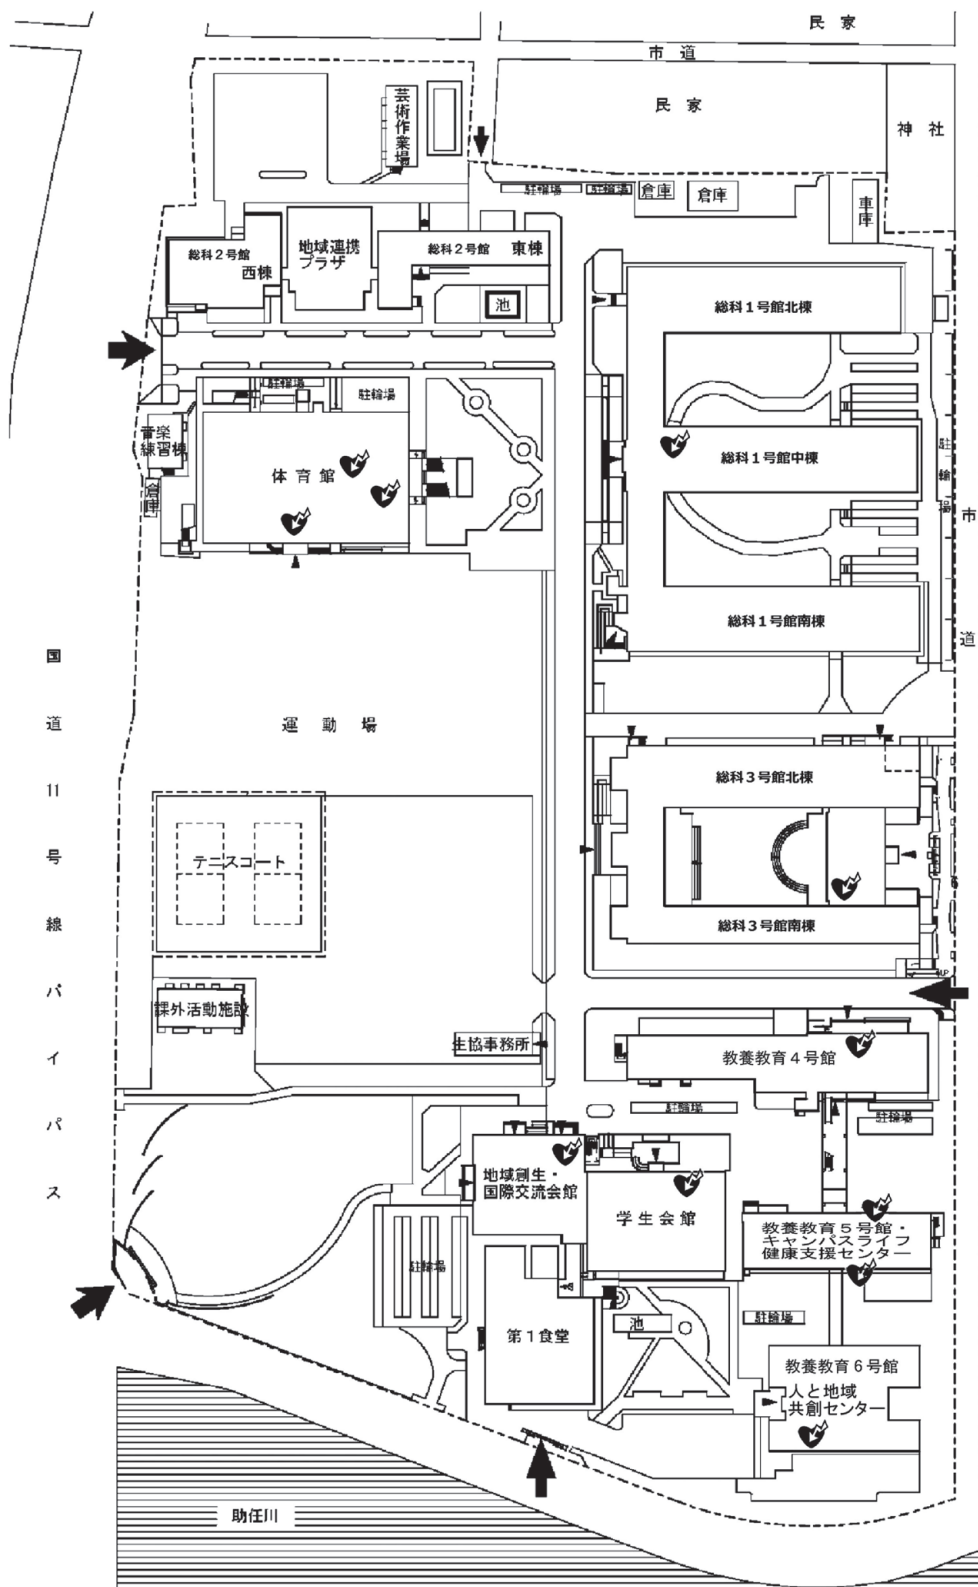 民家
市道
民家
神社
芸術作業場
駐輪場
駐輪場
倉庫
倉庫
車庫
総科2号館
西棟
地域連携
プラザ
総科2号館 東棟
池
総科1号館北棟
駐輪場
駐輪場
音楽
練習棟
倉庫
体育館
総科1号館中棟
駐輪場
市道
総科1号館南棟
国道11号線バイパス
運動場
総科3号館北棟
テニスコート
総科3号館南棟
UP
課外活動施設
生協事務所
教養教育4号館
駐輪場
駐輪場
地域創生・
国際交流会館
学生会館
教養教育5号館・
キャンパスライフ
健康支援センター
駐輪場
第1食堂
池
駐輪場
教養教育6号館
人と地域
共創センター
助任川